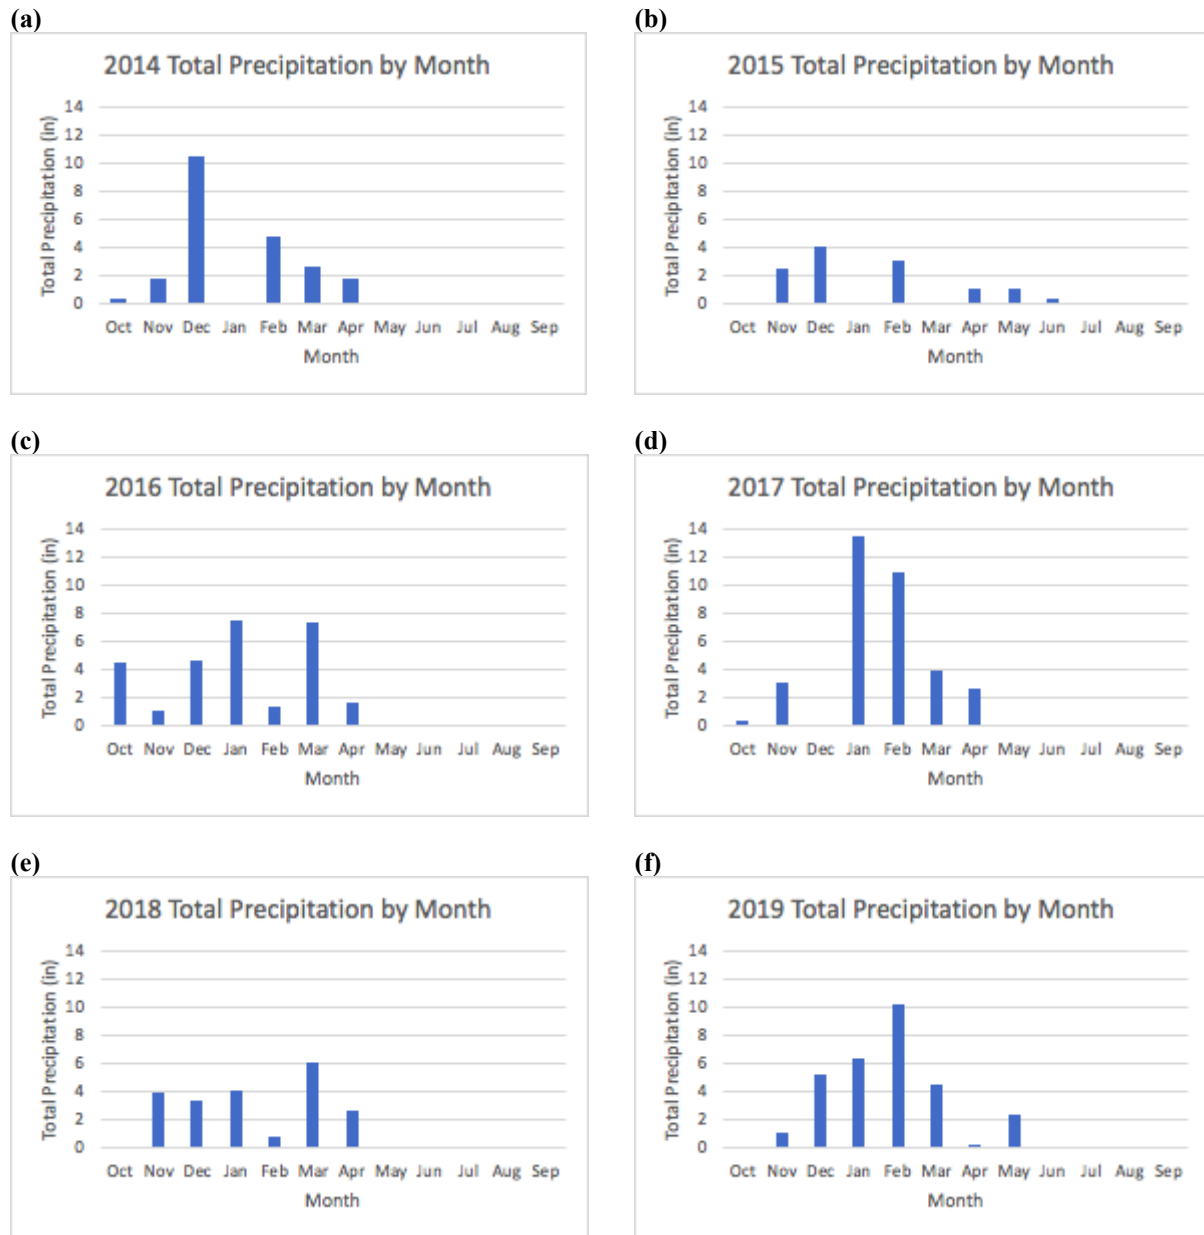 (a)
2014 Total Precipitation by Month
Total Precipitation (in)
14
12
10
8
6
4
2
0
Oct Nov Dec Jan Feb Mar Apr May Jun Jul Aug Sep
Month
(b)
2015 Total Precipitation by Month
Total Precipitation (in)
14
12
10
8
6
4
2
0
Oct Nov Dec Jan Feb Mar Apr May Jun Jul Aug Sep
Month
(c)
2016 Total Precipitation by Month
Total Precipitation (in)
14
12
10
8
6
4
2
0
Oct Nov Dec Jan Feb Mar Apr May Jun Jul Aug Sep
Month
(d)
2017 Total Precipitation by Month
Total Precipitation (in)
14
12
10
8
6
4
2
0
Oct Nov Dec Jan Feb Mar Apr May Jun Jul Aug Sep
Month
(e)
2018 Total Precipitation by Month
Total Precipitation (in)
14
12
10
8
6
4
2
0
Oct Nov Dec Jan Feb Mar Apr May Jun Jul Aug Sep
Month
(f)
2019 Total Precipitation by Month
Total Precipitation (in)
14
12
10
8
6
4
2
0
Oct Nov Dec Jan Feb Mar Apr May Jun Jul Aug Sep
Month